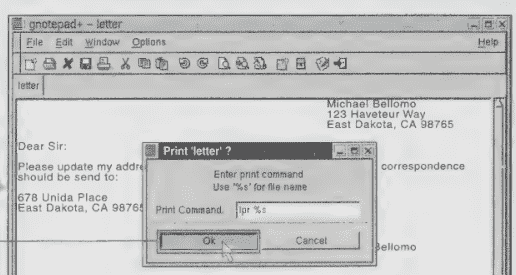 gnotepad+ - letter
File Edit Window Options Help
letter
Michael Bellomo
123 Haveteur Way
East Dakota, CA 98765
Dear Sir:
Please update my addre correspondence
should be send to:
678 Unida Place
East Dakota, CA 9876
Print 'letter' ?
Enter print command
Use '%s' for file name
Print Command. lpr %s
Ok Cancel
Bellomo